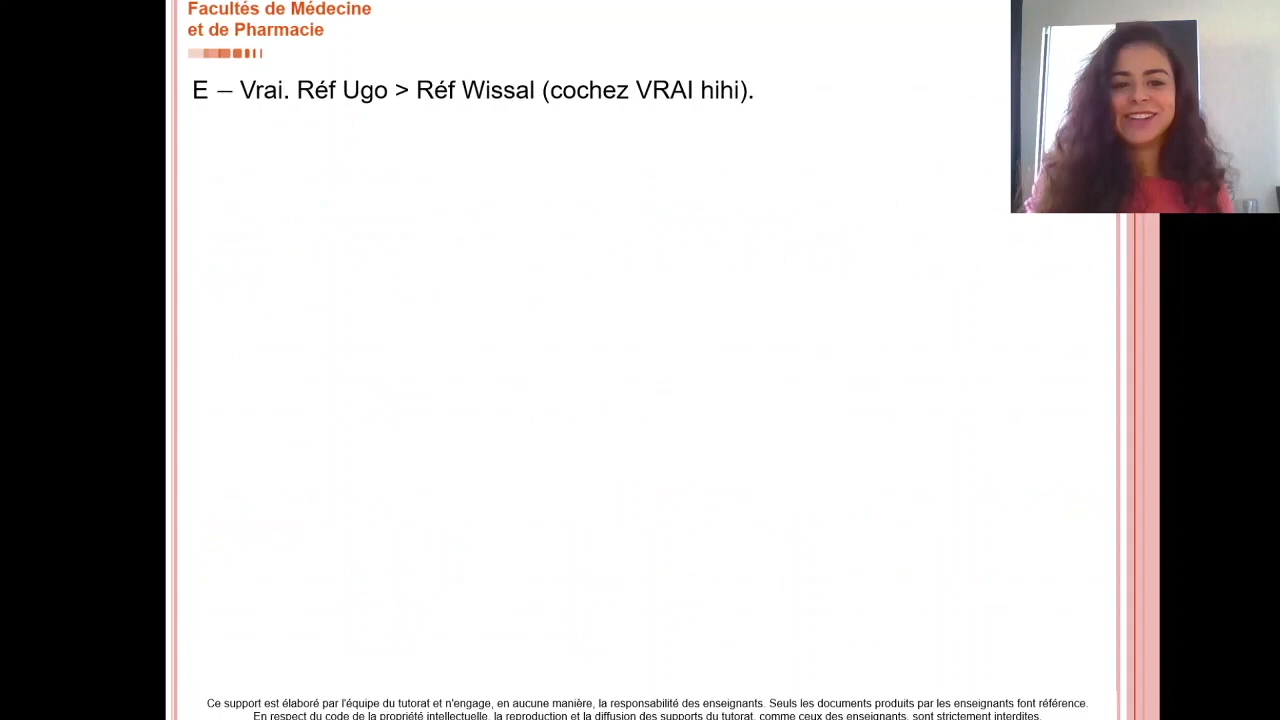 Facultés de Médecine
et de Pharmacie
E – Vrai. Réf Ugo > Réf Wissal (cochez VRAI hihi).
Ce support est élaboré par l'équipe du tutorat et n'engage, en aucune manière, la responsabilité des enseignants. Seuls les documents produits par les enseignants font référence.
En respect du code de la propriété intellectuelle, la reproduction et la diffusion des supports du tutorat, comme ceux des enseignants, sont strictement interdites.